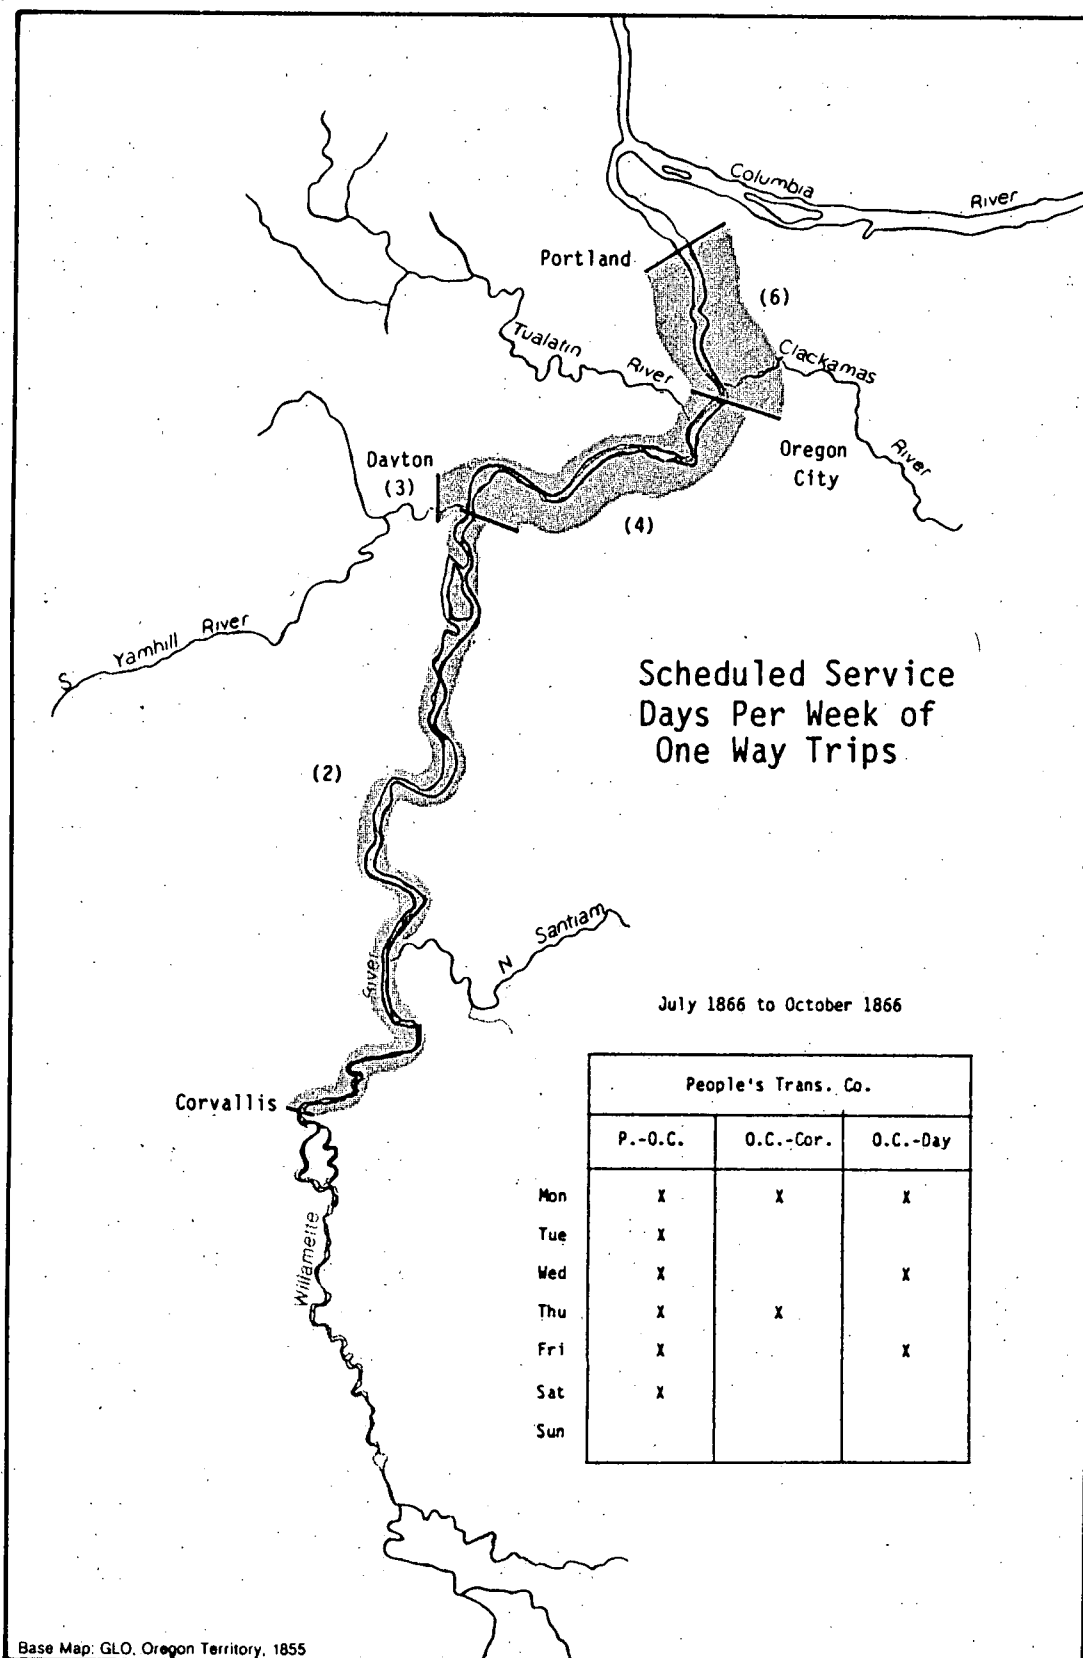 Columbia
River
Portland
(6)
Tualatin
River
Clackamas
River
Oregon
City
Dayton
(3)
(4)
S Yamhill River
Scheduled Service
Days Per Week of
One Way Trips
(2)
N Santiam
River
July 1866 to October 1866
People's Trans. Co.
P.-O.C. O.C.-Cor. O.C.-Day
Corvallis
Mon X X X
Tue X
Wed X X
Thu X X
Fri X X
Sat X
Sun
Willamette
Base Map: GLO, Oregon Territory, 1855